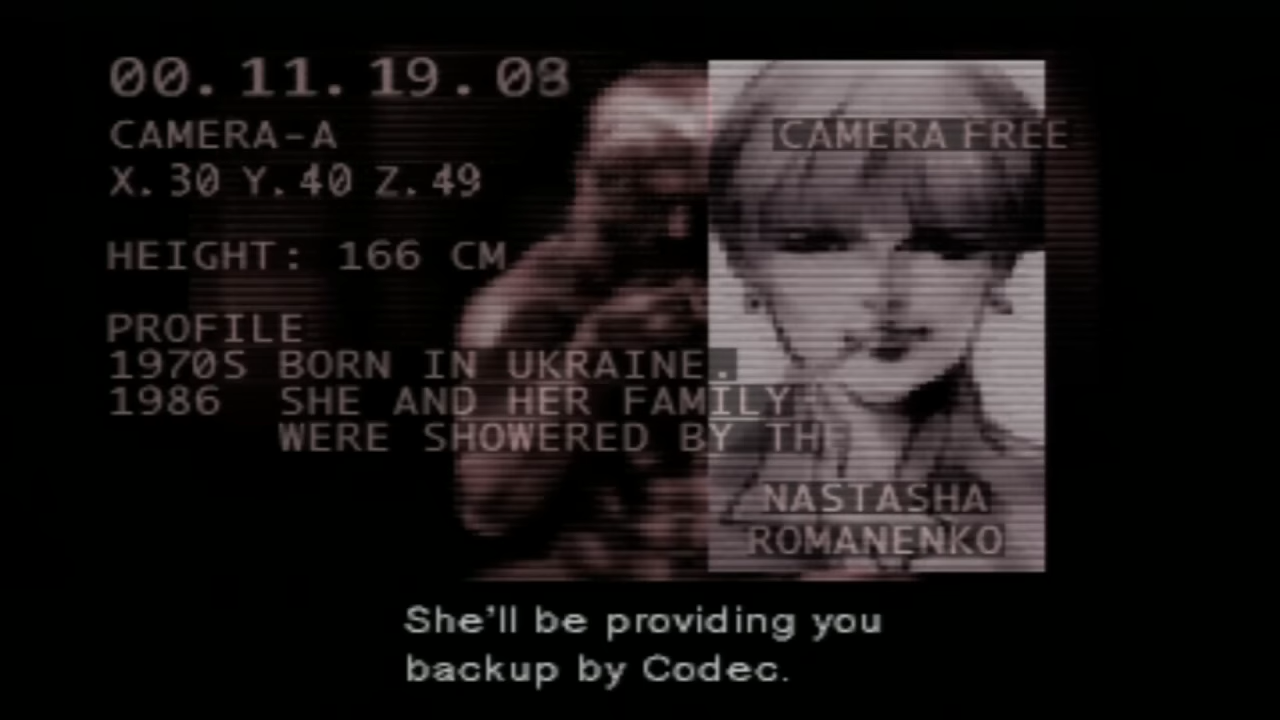 00.11.19.08
CAMERA-A
CAMERA FREE
X.30 Y.40 Z.49
HEIGHT: 166 CM
PROFILE
1970S BORN IN UKRAINE.
1986 SHE AND HER FAMILY
WERE SHOWERED BY THE
NASTASHA
ROMANENKO
She'll be providing you
backup by Codec.